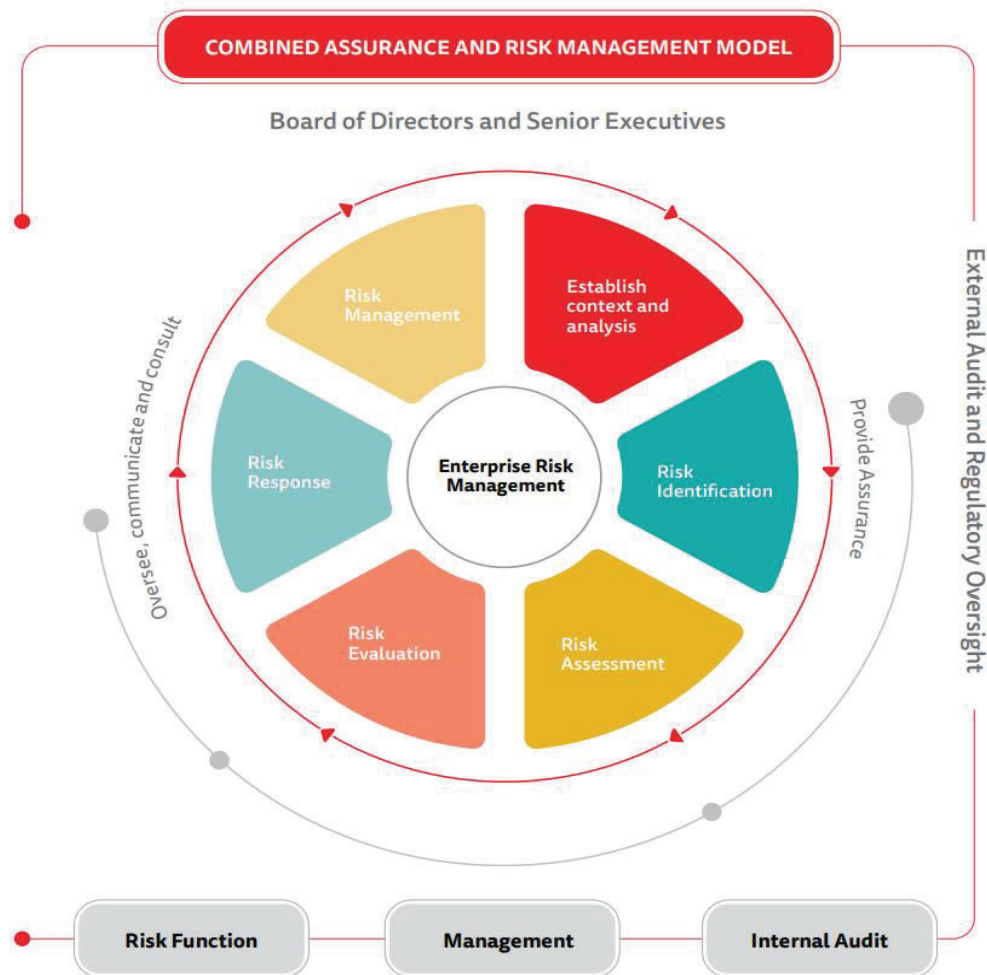 COMBINED ASSURANCE AND RISK MANAGEMENT MODEL
Board of Directors and Senior Executives
Establish
context and
analysis
Risk
Identification
Risk
Assessment
Risk
Evaluation
Risk
Response
Risk
Management
Enterprise Risk
Management
Oversee, communicate and consult
Provide Assurance
External Audit and Regulatory Oversight
Risk Function
Management
Internal Audit